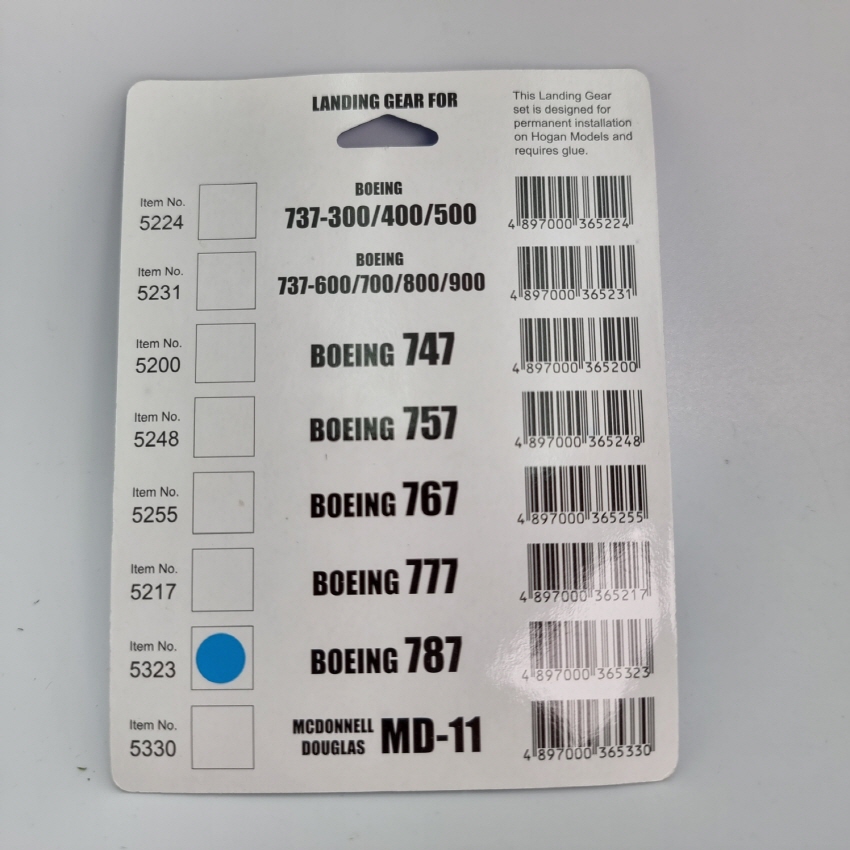 LANDING GEAR FOR
This Landing Gear
set is designed for
permanent installation
on Hogan Models and
requires glue.
Item No.
5224
BOEING
737-300/400/500
4 897000 365224
Item No.
5231
BOEING
737-600/700/800/900
4 897000 365231
Item No.
5200
BOEING 747
4 897000 365200
Item No.
5248
BOEING 757
4 897000 365248
Item No.
5255
BOEING 767
4 897000 365255
Item No.
5217
BOEING 777
4 897000 365217
Item No.
5323
BOEING 787
4 897000 365323
Item No.
5330
MCDONNELL
DOUGLAS MD-11
4 897000 365330